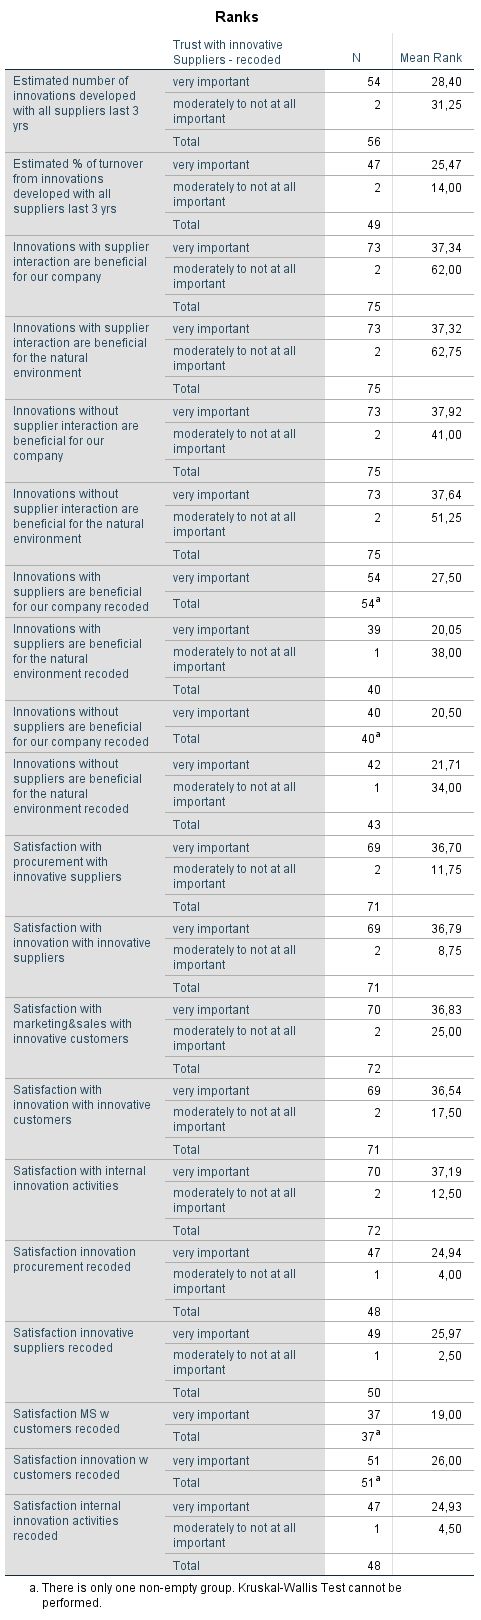 Ranks
Trust with innovative
Suppliers - recoded N Mean Rank
Estimated number of
innovations developed
with all suppliers last 3
yrs
very important 54 28,40
moderately to not at all
important 2 31,25
Total 56
Estimated % of turnover
from innovations
developed with all
suppliers last 3 yrs
very important 47 25,47
moderately to not at all
important 2 14,00
Total 49
Innovations with supplier
interaction are beneficial
for our company
very important 73 37,34
moderately to not at all
important 2 62,00
Total 75
Innovations with supplier
interaction are beneficial
for the natural
environment
very important 73 37,32
moderately to not at all
important 2 62,75
Total 75
Innovations without
supplier interaction are
beneficial for our
company
very important 73 37,92
moderately to not at all
important 2 41,00
Total 75
Innovations without
supplier interaction are
beneficial for the natural
environment
very important 73 37,64
moderately to not at all
important 2 51,25
Total 75
Innovations with
suppliers are beneficial
for our company recoded
very important 54 27,50
Total 54a
Innovations with
suppliers are beneficial
for the natural
environment recoded
very important 39 20,05
moderately to not at all
important 1 38,00
Total 40
Innovations without
suppliers are beneficial
for our company recoded
very important 40 20,50
Total 40a
Innovations without
suppliers are beneficial
for the natural
environment recoded
very important 42 21,71
moderately to not at all
important 1 34,00
Total 43
Satisfaction with
procurement with
innovative suppliers
very important 69 36,70
moderately to not at all
important 2 11,75
Total 71
Satisfaction with
innovation with innovative
suppliers
very important 69 36,79
moderately to not at all
important 2 8,75
Total 71
Satisfaction with
marketing&sales with
innovative customers
very important 70 36,83
moderately to not at all
important 2 25,00
Total 72
Satisfaction with
innovation with innovative
customers
very important 69 36,54
moderately to not at all
important 2 17,50
Total 71
Satisfaction with internal
innovation activities
very important 70 37,19
moderately to not at all
important 2 12,50
Total 72
Satisfaction innovation
procurement recoded
very important 47 24,94
moderately to not at all
important 1 4,00
Total 48
Satisfaction innovative
suppliers recoded
very important 49 25,97
moderately to not at all
important 1 2,50
Total 50
Satisfaction MS w
customers recoded
very important 37 19,00
Total 37a
Satisfaction innovation w
customers recoded
very important 51 26,00
Total 51a
Satisfaction internal
innovation activities
recoded
very important 47 24,93
moderately to not at all
important 1 4,50
Total 48
a. There is only one non-empty group. Kruskal-Wallis Test cannot be
performed.